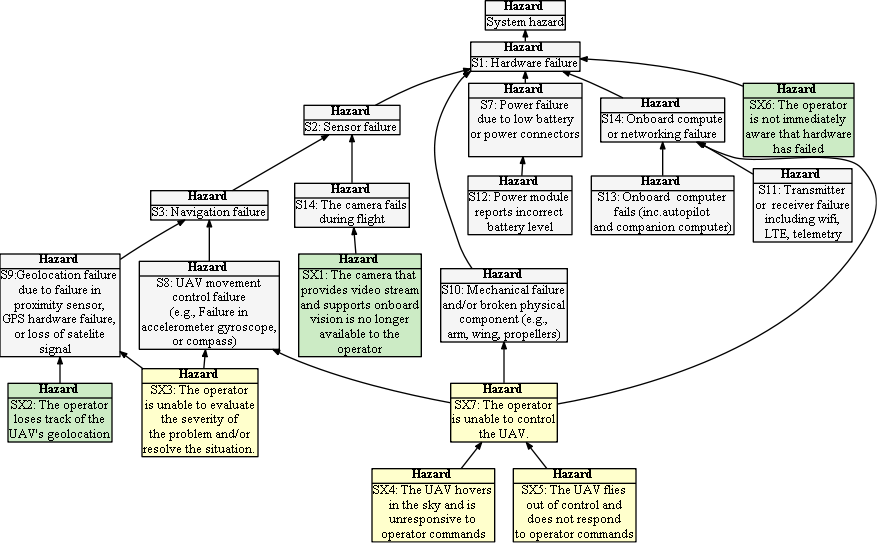 Hazard
System hazard
Hazard
S1: Hardware failure
Hazard
S7: Power failure
due to low battery
or power connectors
Hazard
SX6: The operator
is not immediately
aware that hardware
has failed
Hazard
S2: Sensor failure
Hazard
S14: Onboard compute
or networking failure
Hazard
S12: Power module
reports incorrect
battery level
Hazard
S13: Onboard computer
fails (inc.autopilot
and companion computer)
Hazard
S11: Transmitter
or receiver failure
including wifi,
LTE, telemetry
Hazard
S3: Navigation failure
Hazard
S14: The camera fails
during flight
Hazard
S9:Geolocation failure
due to failure in
proximity sensor,
GPS hardware failure,
or loss of satelite
signal
Hazard
S8: UAV movement
control failure
(e.g., Failure in
accelerometer gyroscope,
or compass)
Hazard
SX1: The camera that
provides video stream
and supports onboard
vision is no longer
available to the
operator
Hazard
S10: Mechanical failure
and/or broken physical
component (e.g.,
arm, wing, propellers)
Hazard
SX2: The operator
loses track of the
UAV's geolocation
Hazard
SX3: The operator
is unable to evaluate
the severity of
the problem and/or
resolve the situation.
Hazard
SX7: The operator
is unable to control
the UAV.
Hazard
SX4: The UAV hovers
in the sky and is
unresponsive to
operator commands
Hazard
SX5: The UAV flies
out of control and
does not respond
to operator commands